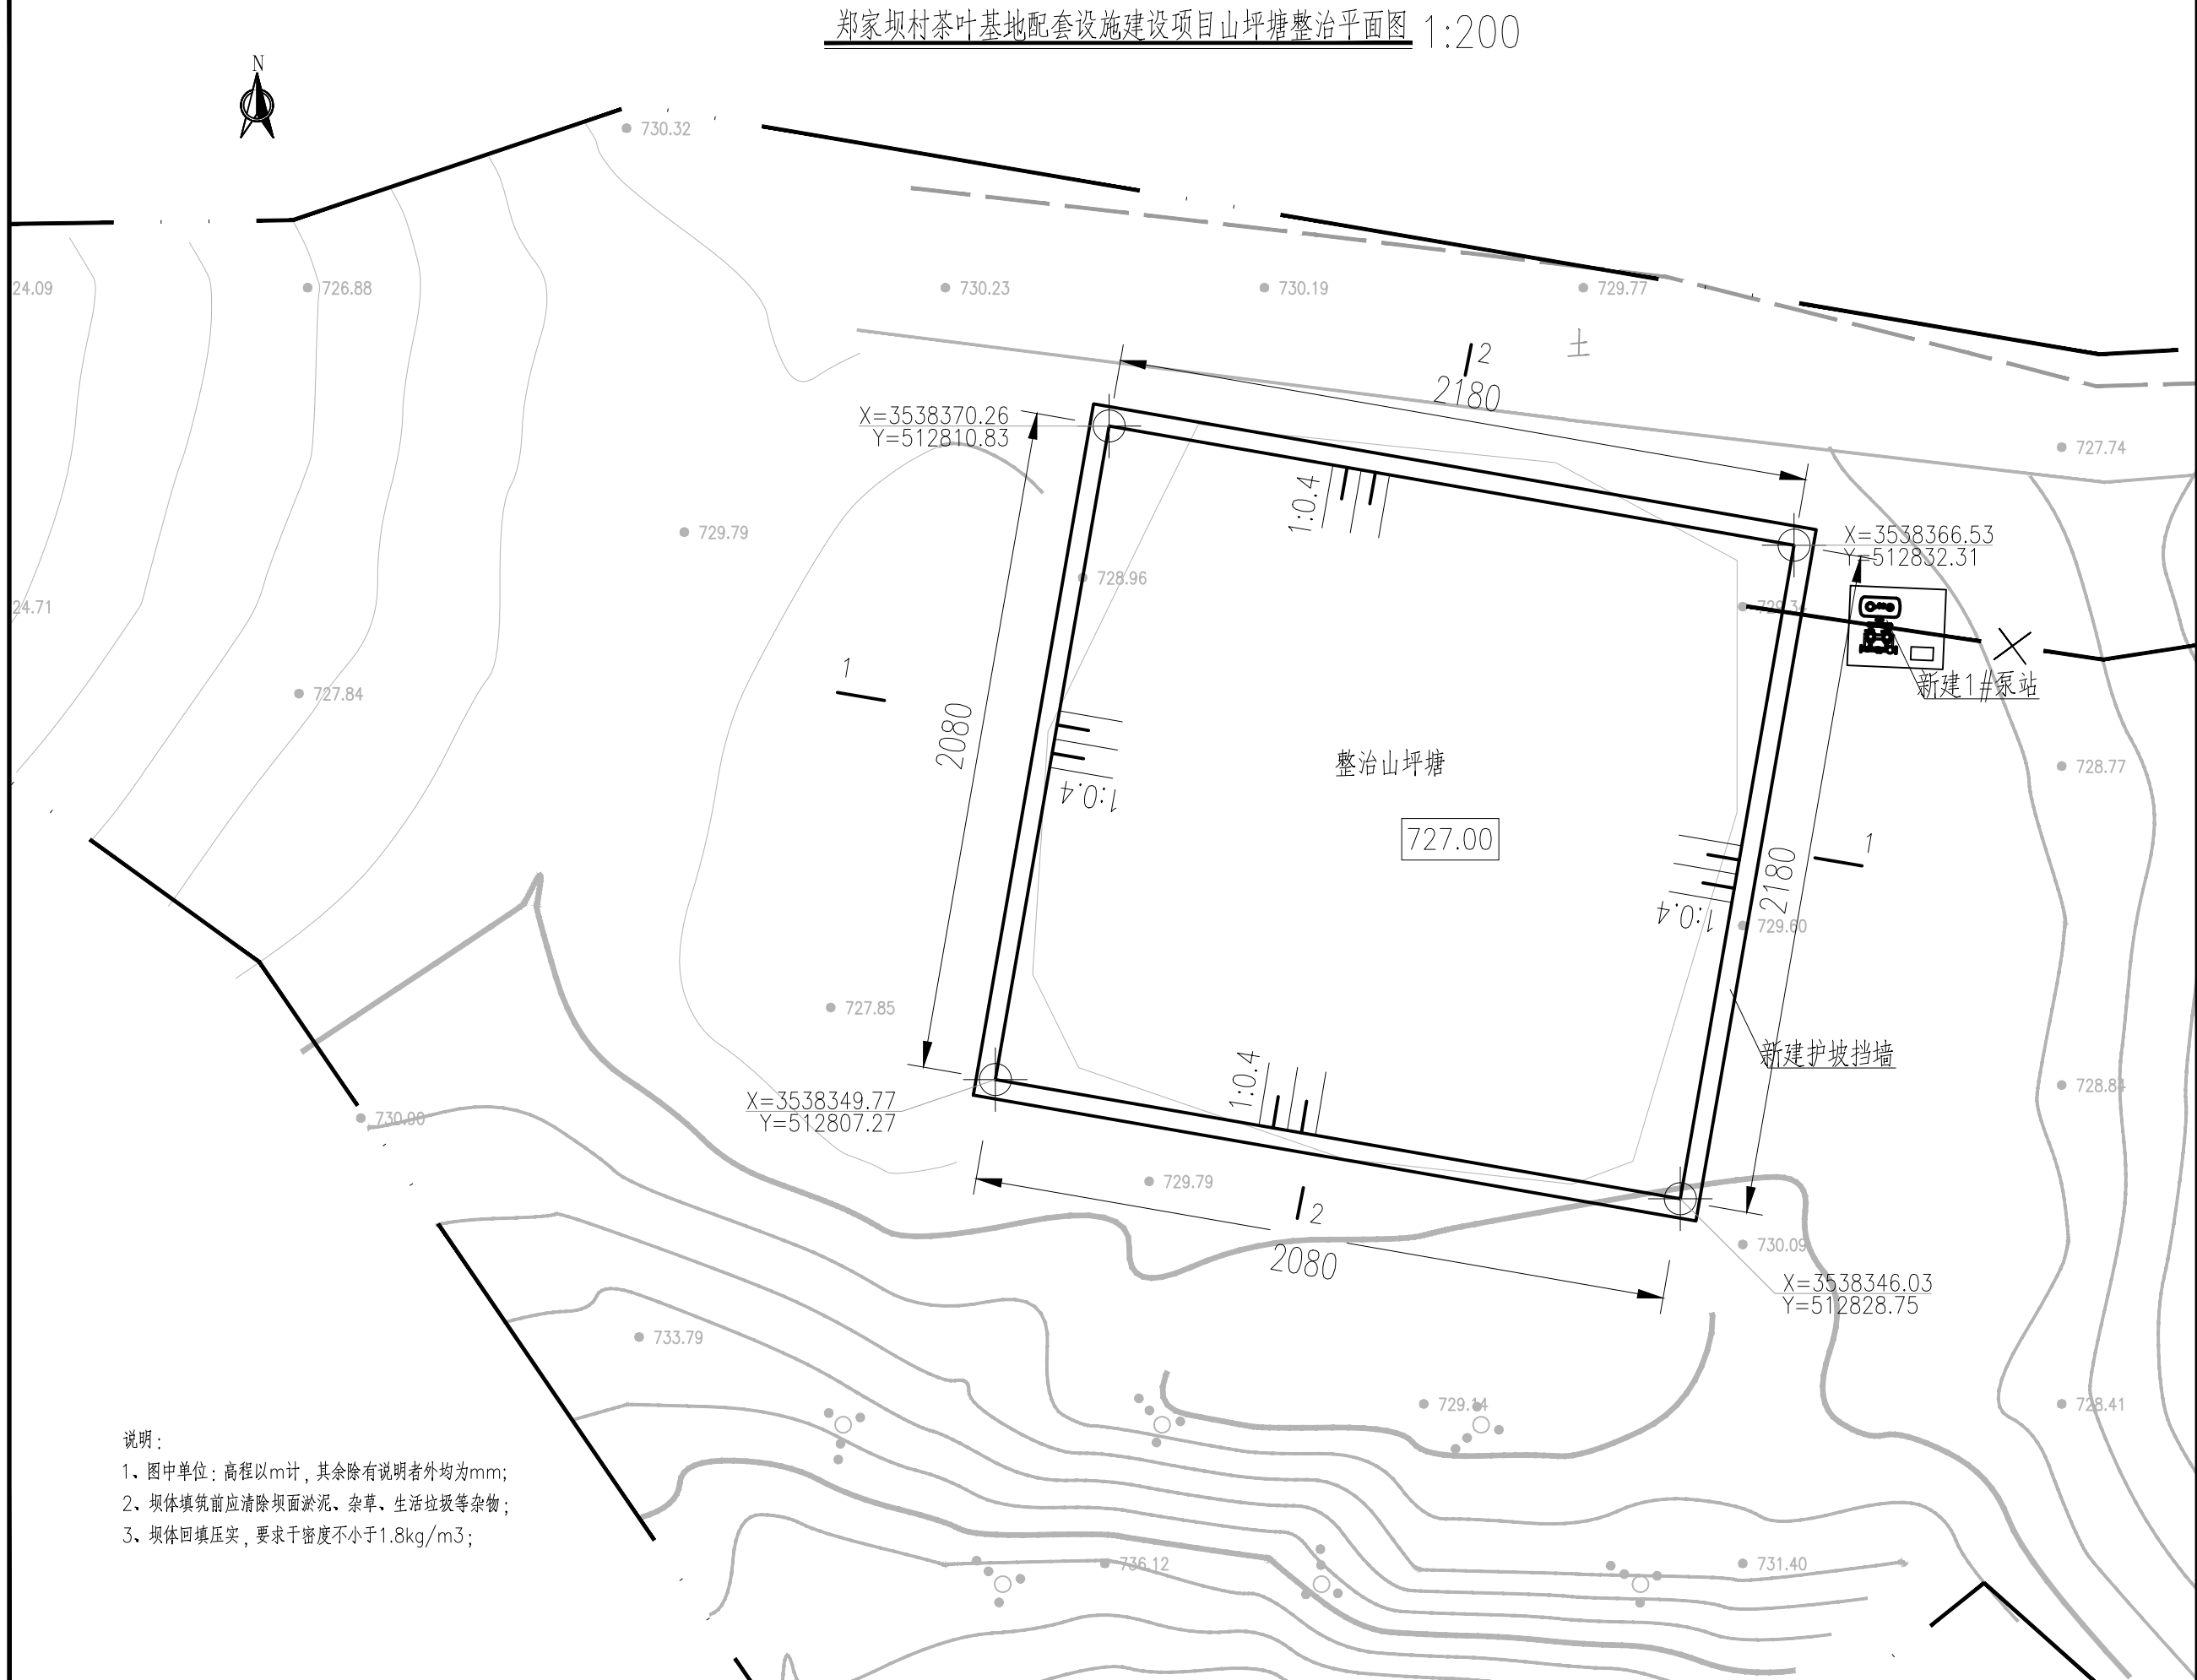 郑家坝村茶叶基地配套设施建设项目山坪塘整治平面图 1:200
N
730.32
24.09
726.88
730.23
730.19
729.77
土
2
2180
X=3538370.26
Y=512810.83
727.74
1:0.4
729.79
X=3538366.53
Y=512832.31
728.96
24.71
1
新建1#泵站
727.84
2080
整治山坪塘
728.77
1:0.4
727.00
1
2180
1:0.4
729.60
727.85
新建护坡挡墙
1:0.4
728.84
X=3538349.77
Y=512807.27
730.90
729.79
2
2080
730.09
X=3538346.03
Y=512828.75
733.79
729.14
728.41
说明：
1、图中单位：高程以m计，其余除有说明者外均为mm;
2、坝体填筑前应清除坝面淤泥、杂草、生活垃圾等杂物；
3、坝体回填压实，要求干密度不小于1.8kg/m3;
736.12
731.40